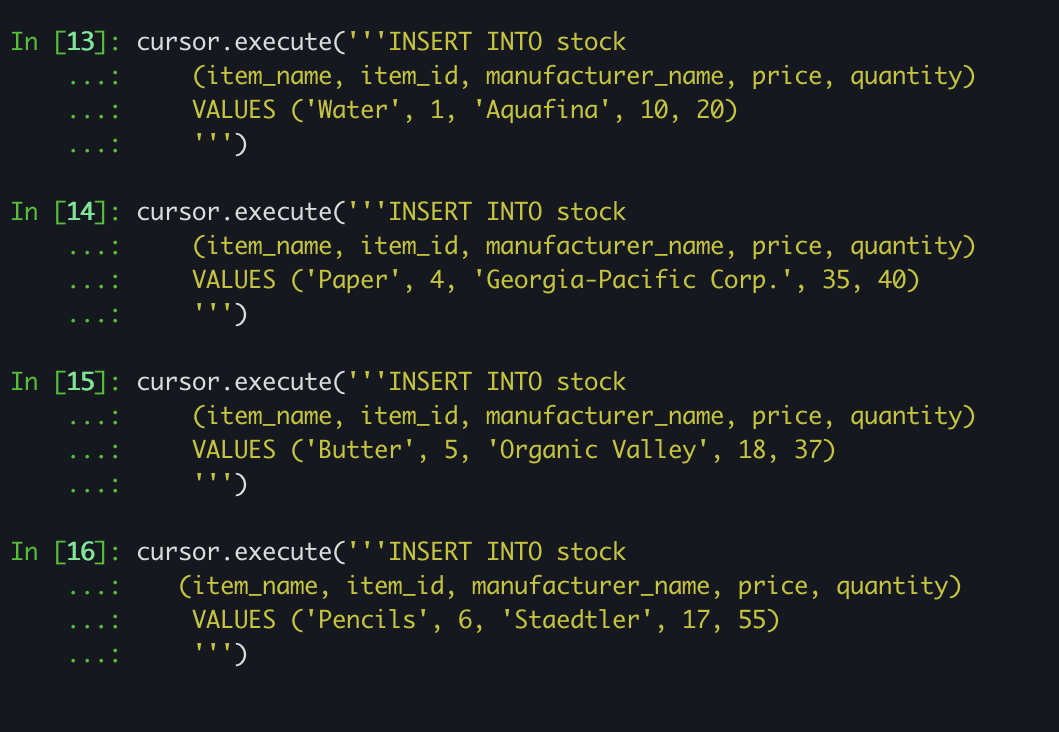 In [13]: cursor.execute('''INSERT INTO stock
...: (item_name, item_id, manufacturer_name, price, quantity)
...: VALUES ('Water', 1, 'Aquafina', 10, 20)
...: ''')
In [14]: cursor.execute('''INSERT INTO stock
...: (item_name, item_id, manufacturer_name, price, quantity)
...: VALUES ('Paper', 4, 'Georgia-Pacific Corp.', 35, 40)
...: ''')
In [15]: cursor.execute('''INSERT INTO stock
...: (item_name, item_id, manufacturer_name, price, quantity)
...: VALUES ('Butter', 5, 'Organic Valley', 18, 37)
...: ''')
In [16]: cursor.execute('''INSERT INTO stock
...: (item_name, item_id, manufacturer_name, price, quantity)
...: VALUES ('Pencils', 6, 'Staedtler', 17, 55)
...: ''')